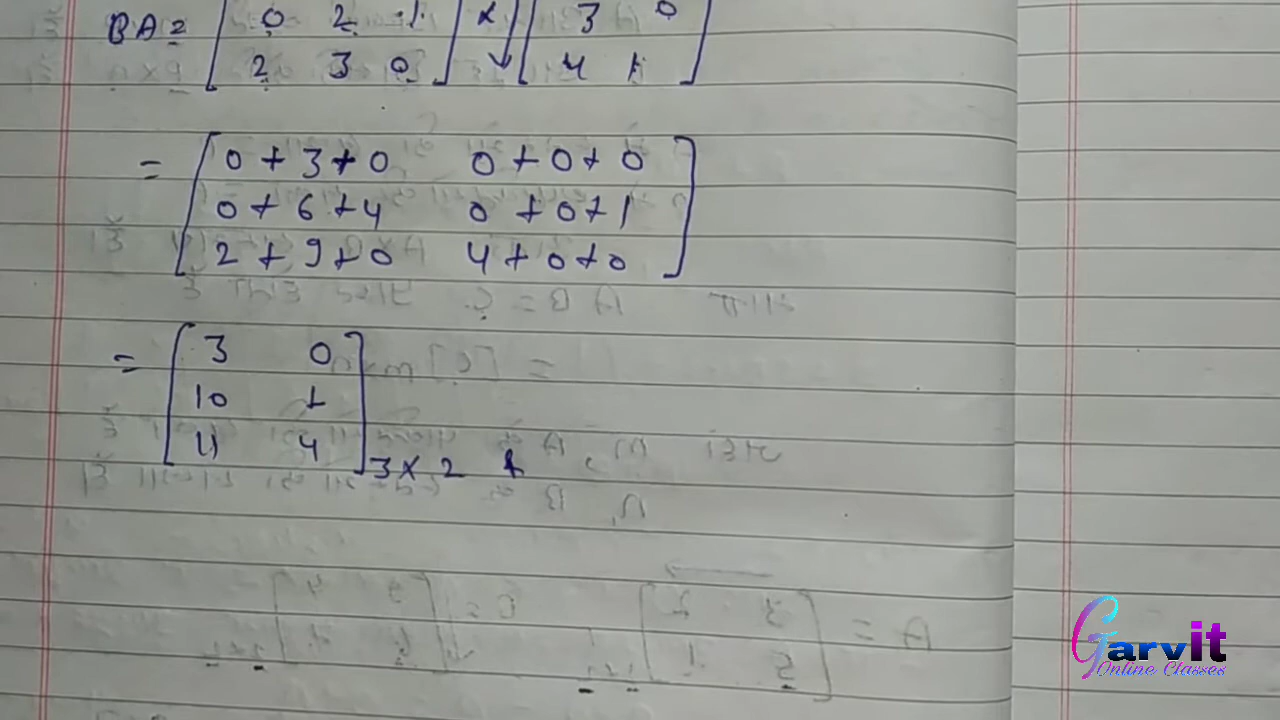 BA = [ 0 2 1 ] × [ 3 0 ]
[ 2 3 0 ] [ 4 1 ]
= [ 0 + 3 + 0 0 + 0 + 0 ]
0 + 6 + 4 0 + 0 + 1
2 + 9 + 0 4 + 0 + 0
= [ 3 0 ]
10 1
11 4
3 × 2
Garvit
Online Classes